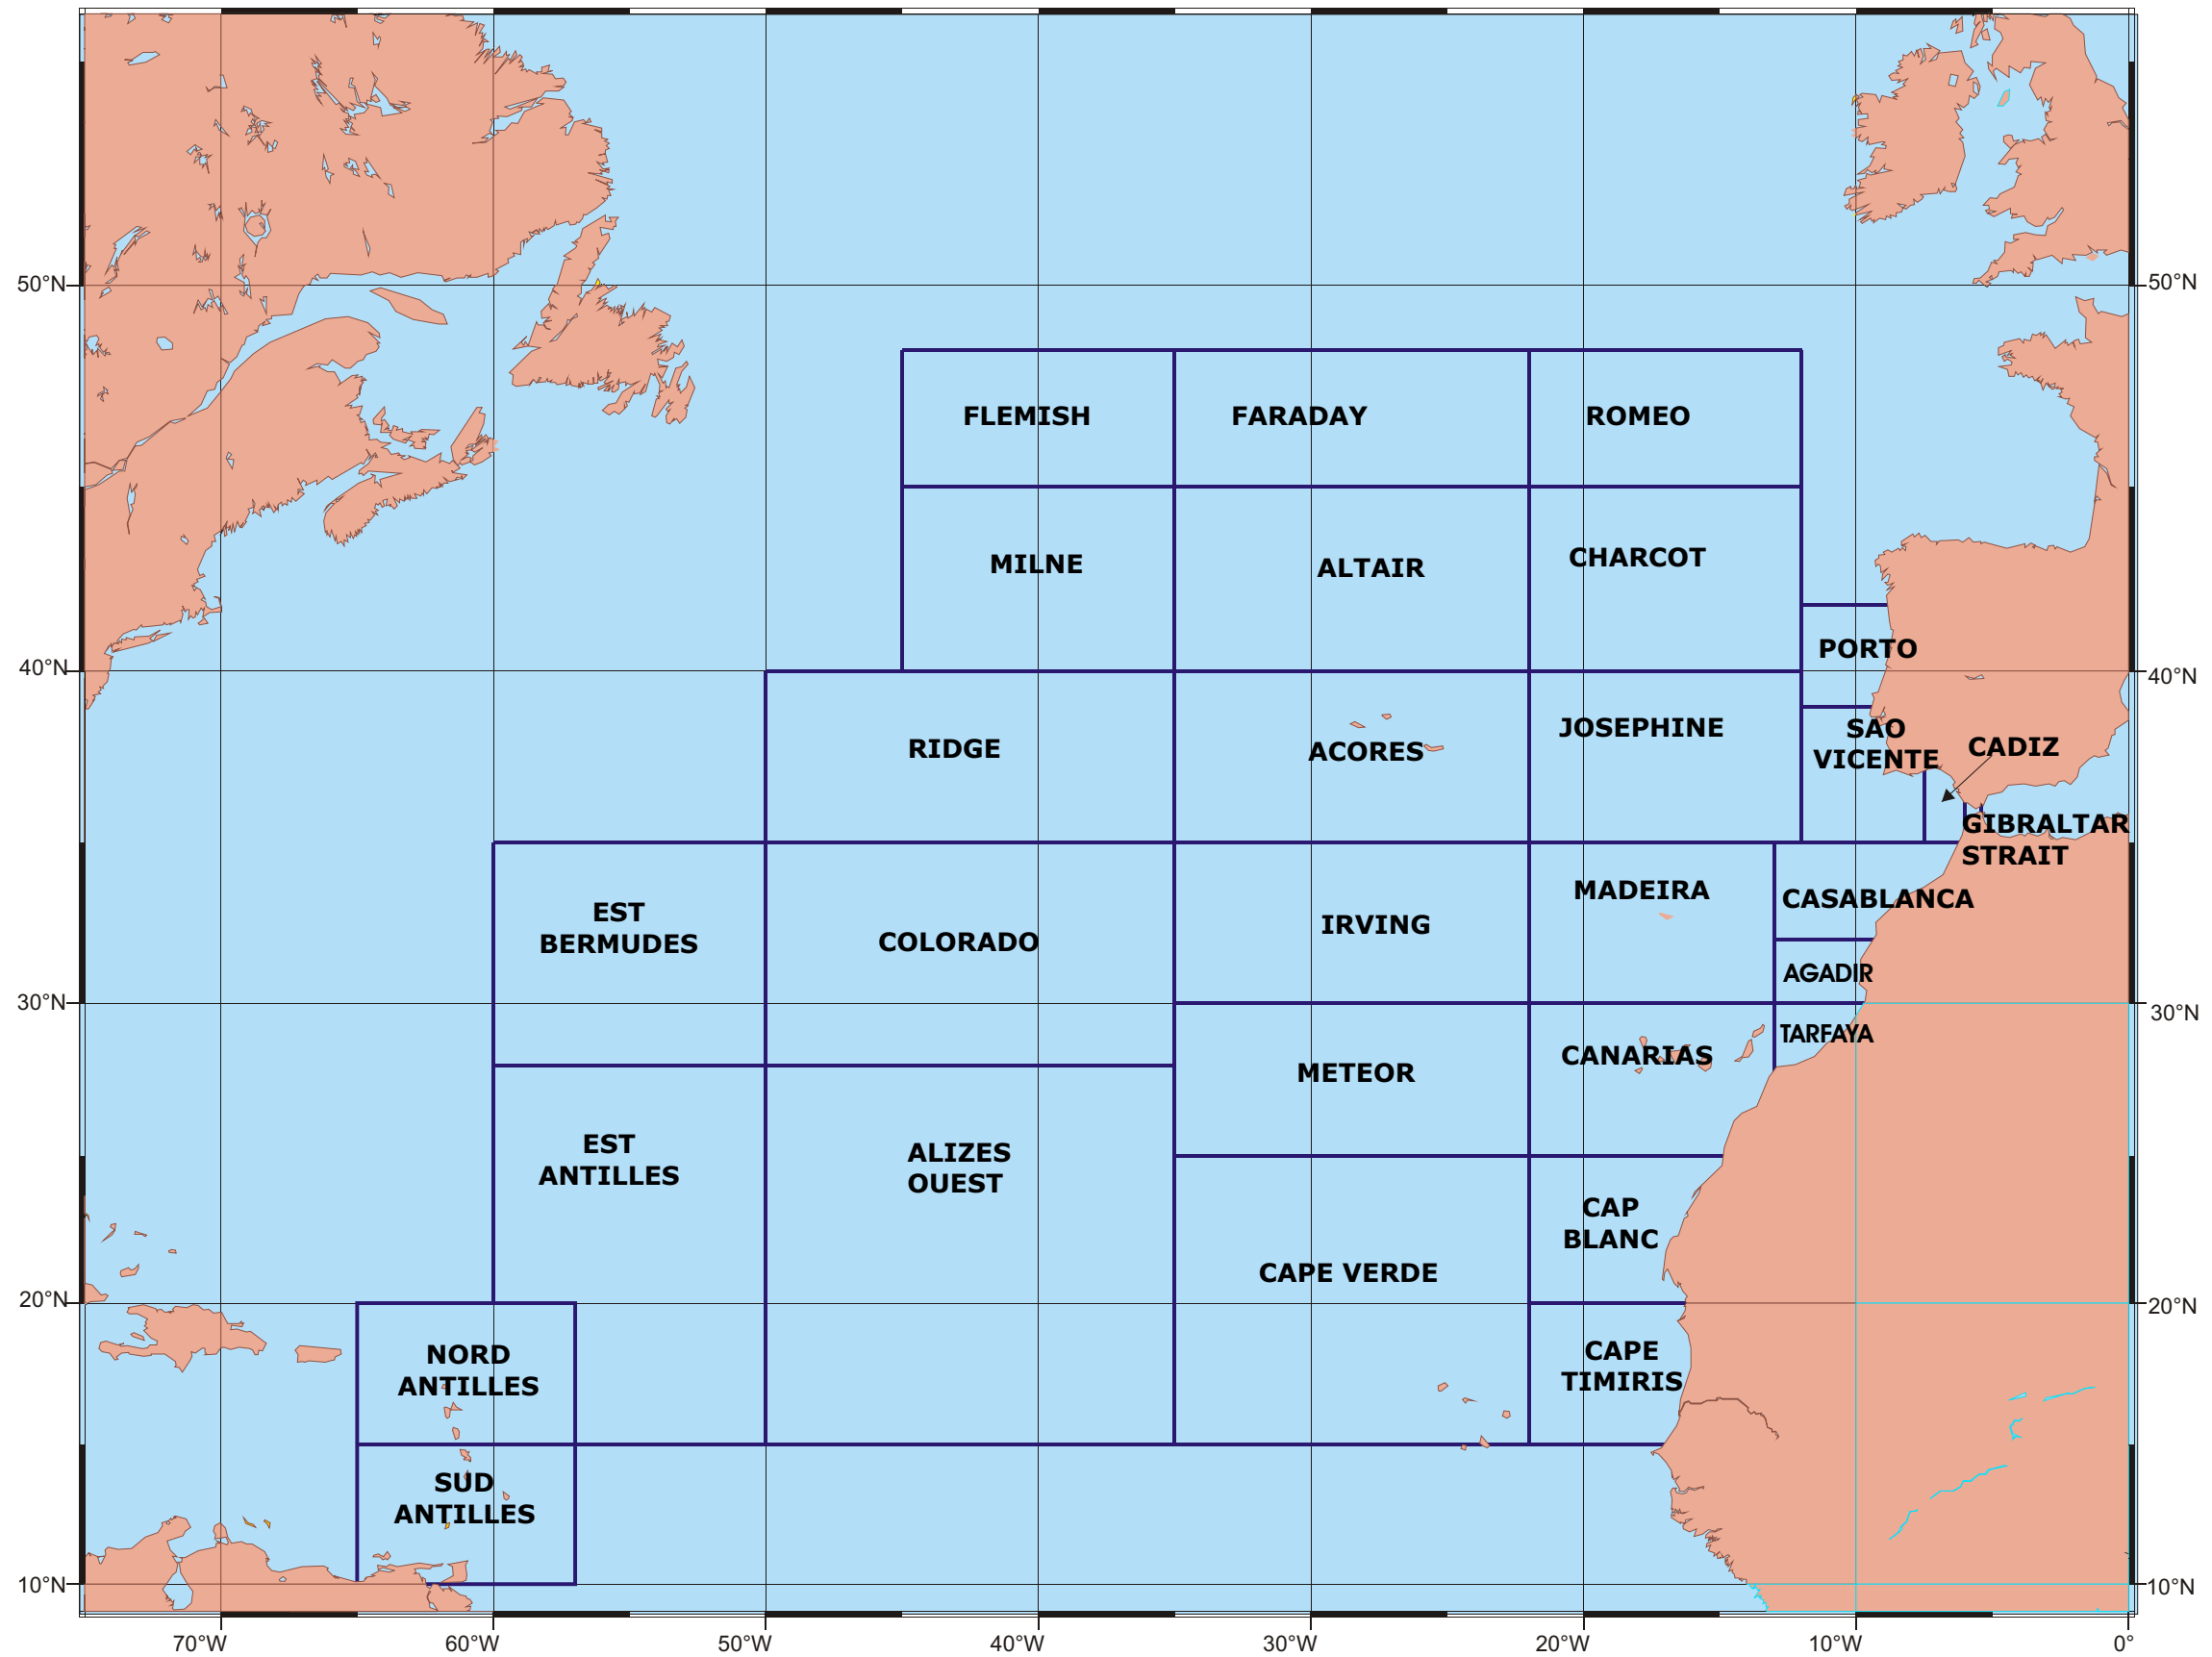 50°N
50°N
FLEMISH
FARADAY
ROMEO
MILNE
ALTAIR
CHARCOT
PORTO
40°N
40°N
RIDGE
ACORES
JOSEPHINE
SAO
VICENTE
CADIZ
GIBRALTAR
STRAIT
EST
BERMUDES
COLORADO
IRVING
MADEIRA
CASABLANCA
AGADIR
30°N
30°N
TARFAYA
METEOR
CANARIAS
EST
ANTILLES
ALIZES
OUEST
CAP
BLANC
CAPE VERDE
20°N
20°N
NORD
ANTILLES
CAPE
TIMIRIS
SUD
ANTILLES
10°N
10°N
70°W
60°W
50°W
40°W
30°W
20°W
10°W
0°